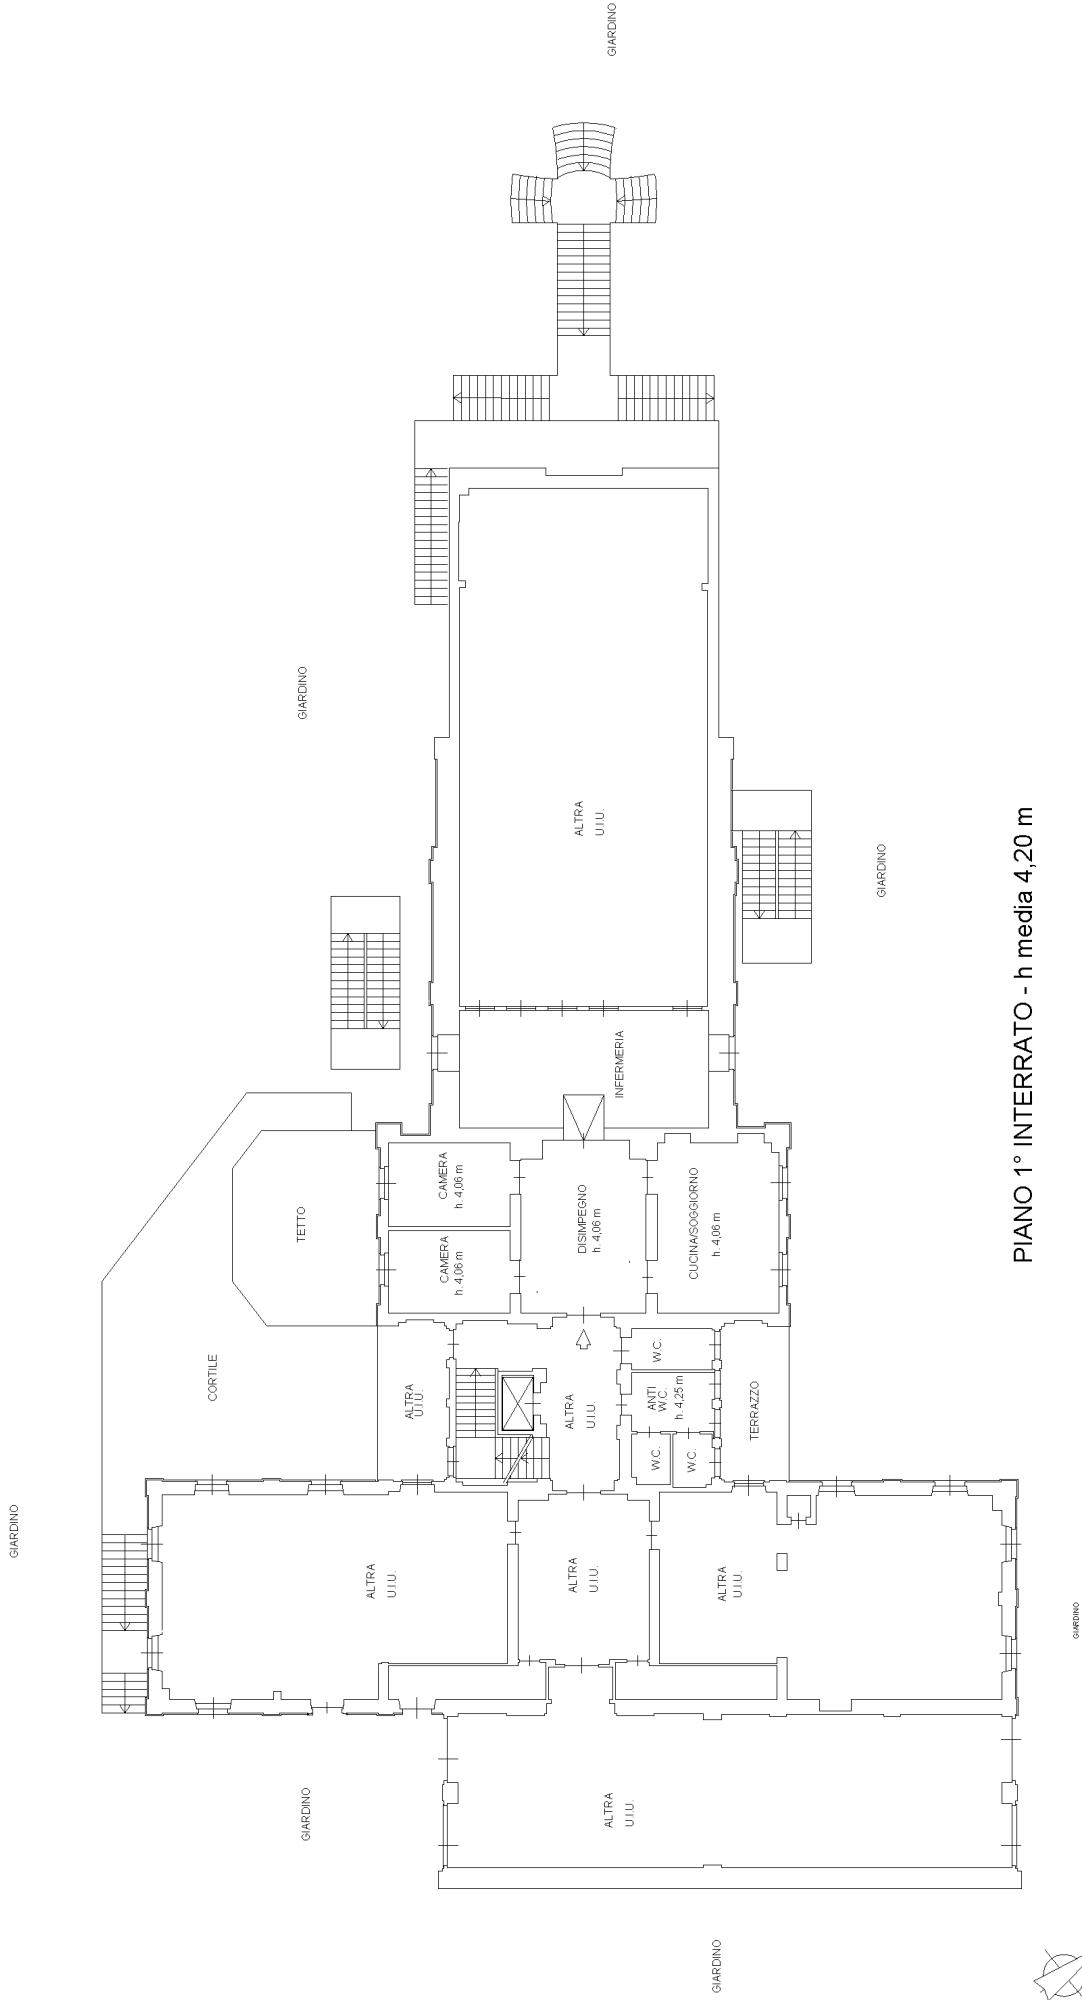 GIARDINO
GIARDINO
ALTRA
U.I.U.
GIARDINO
PIANO 1° INTERRATO - h media 4,20 m
INFERMERIA
CAMERA
h. 4,06 m
DISIMPEGNO
h. 4,06 m
CUCINA/SOGGIORNO
h. 4,06 m
TETTO
CAMERA
h. 4,06 m
CORTILE
ALTRA
U.I.U.
ALTRA
U.I.U.
W.C.
ANTI
W.C.
h. 4,25 m
W.C.
W.C.
TERRAZZO
GIARDINO
ALTRA
U.I.U.
ALTRA
U.I.U.
ALTRA
U.I.U.
GIARDINO
GIARDINO
ALTRA
U.I.U.
GIARDINO